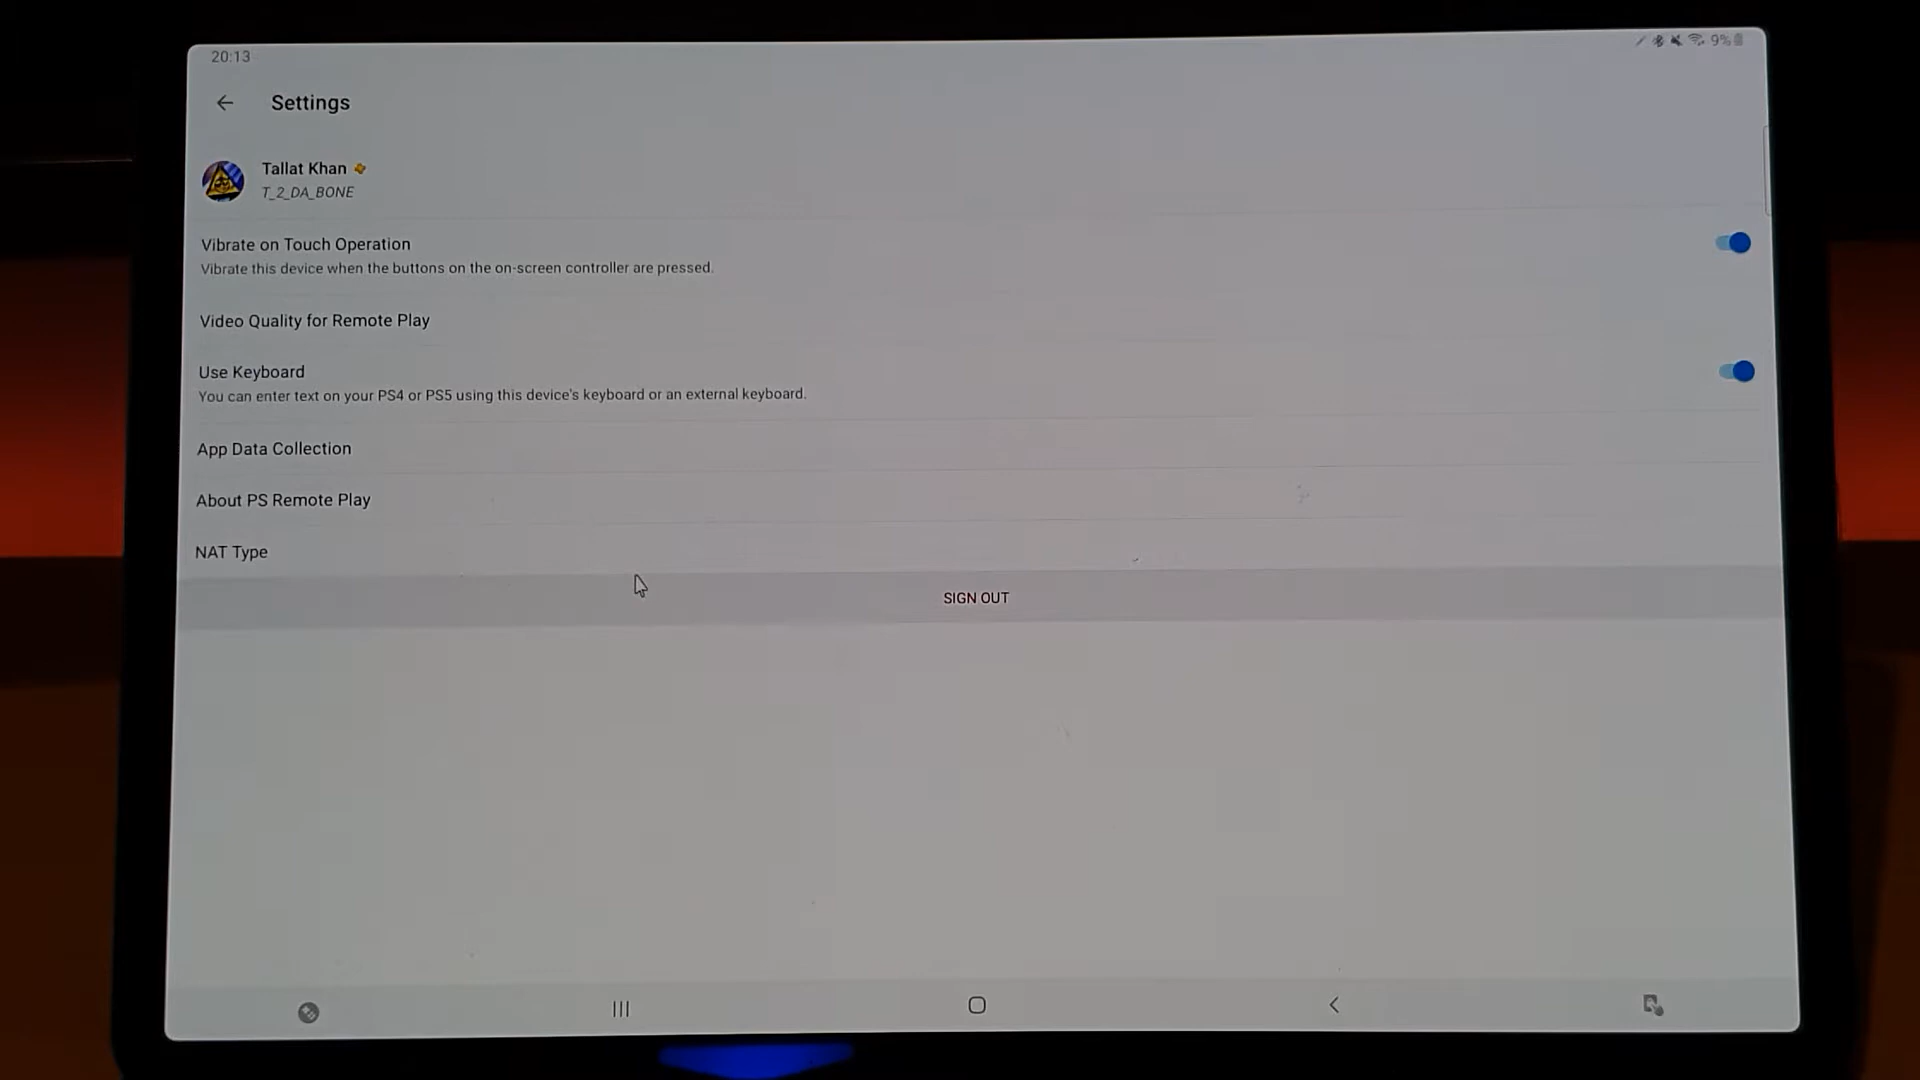 20:13
9%
Settings
Tallat Khan
T_2_DA_BONE
Vibrate on Touch Operation
Vibrate this device when the buttons on the on-screen controller are pressed.
Video Quality for Remote Play
Use Keyboard
You can enter text on your PS4 or PS5 using this device's keyboard or an external keyboard.
App Data Collection
About PS Remote Play
NAT Type
SIGN OUT